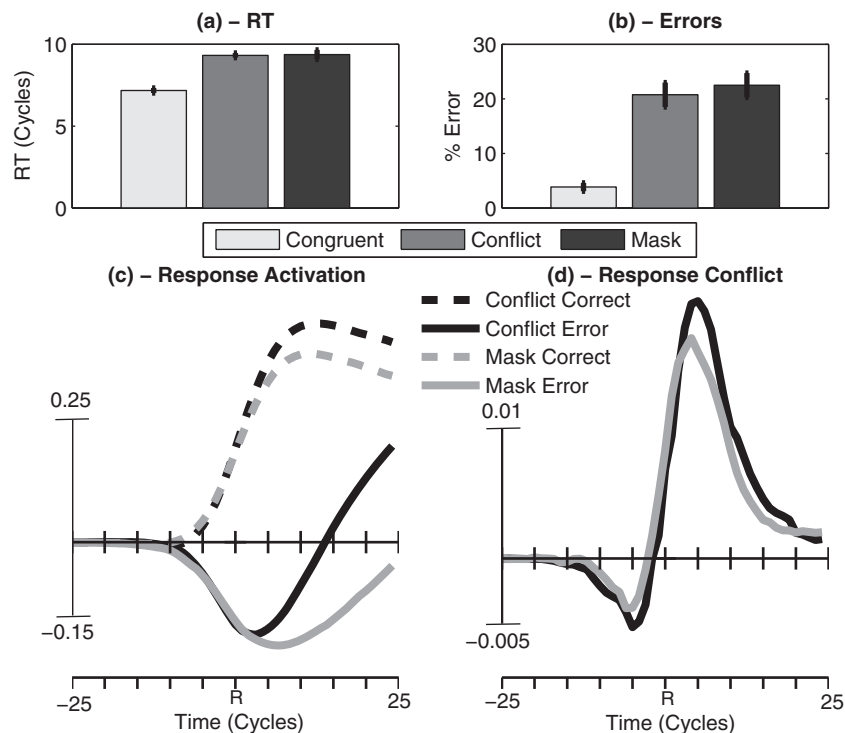 (a) – RT
(b) – Errors
RT (Cycles)
10
5
0
% Error
30
20
10
0
Congruent Conflict Mask
(c) – Response Activation
(d) – Response Conflict
Conflict Correct
Conflict Error
Mask Correct
Mask Error
0.25
−0.15
0.01
−0.005
−25 R 25
Time (Cycles)
−25 R 25
Time (Cycles)